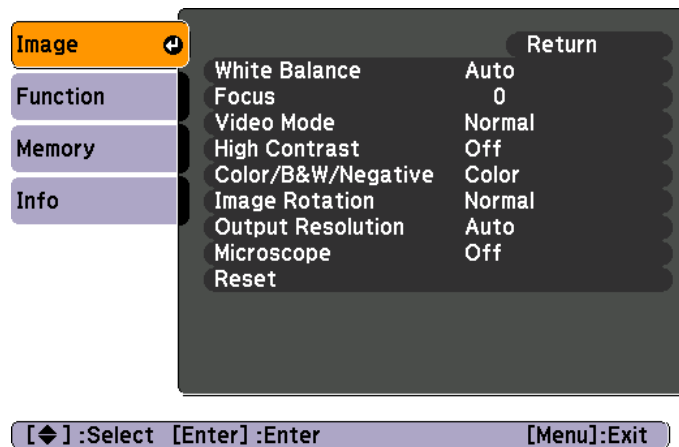 Image
Function
Memory
Info
Return
White Balance Auto
Focus 0
Video Mode Normal
High Contrast Off
Color/B&W/Negative Color
Image Rotation Normal
Output Resolution Auto
Microscope Off
Reset
[◆] :Select [Enter] :Enter [Menu]:Exit